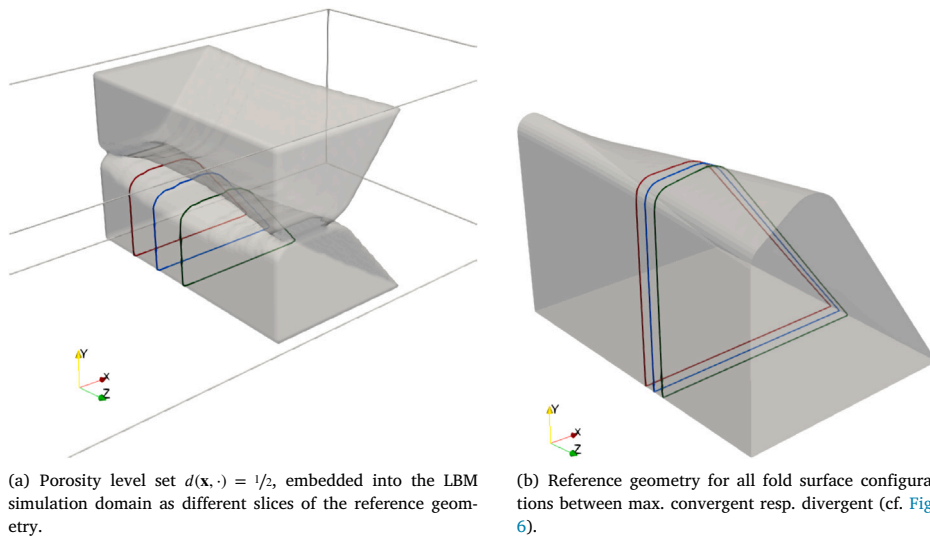 Y
X
Z
Y
X
Z
(a) Porosity level set d(x, ·) = 1/2, embedded into the LBM
simulation domain as different slices of the reference geom-
etry.
(b) Reference geometry for all fold surface configura-
tions between max. convergent resp. divergent (cf. Fig
6).